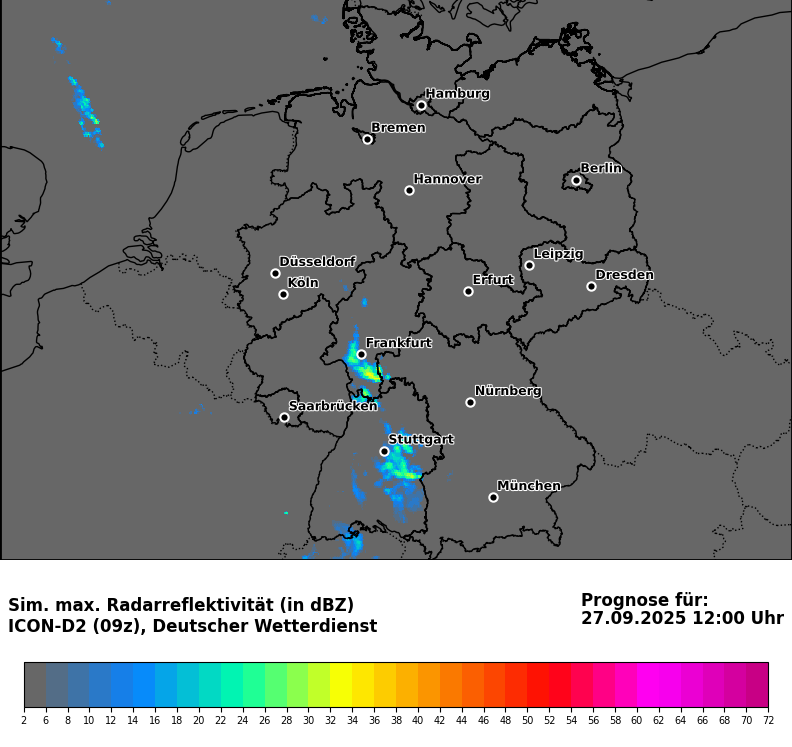 Hamburg
Bremen
Berlin
Hannover
Leipzig
Düsseldorf
Dresden
Köln
Erfurt
Frankfurt
Nürnberg
Saarbrücken
Stuttgart
München
Sim. max. Radarreflektivität (in dBZ)
ICON-D2 (09z), Deutscher Wetterdienst
Prognose für:
27.09.2025 12:00 Uhr
2 6 8 10 12 14 16 18 20 22 24 26 28 30 32 34 36 38 40 42 44 46 48 50 52 54 56 58 60 62 64 66 68 70 72